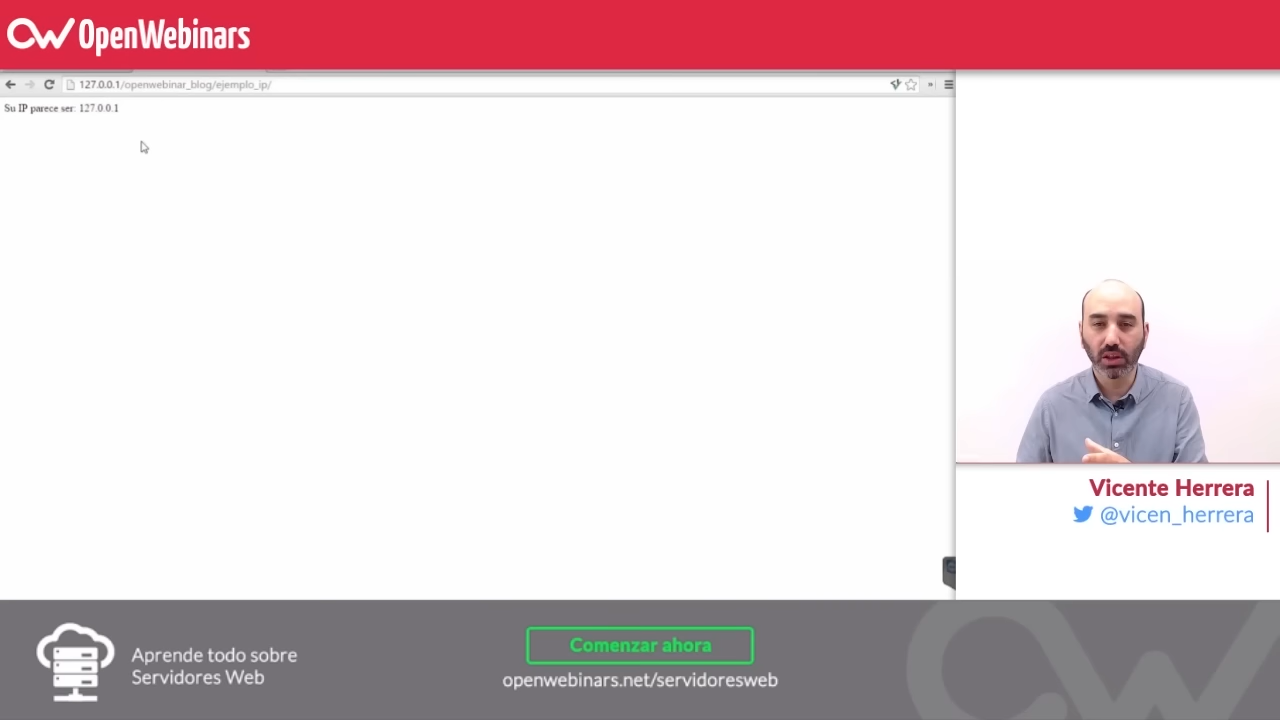 OpenWebinars
127.0.0.1/openwebinar_blog/ejemplo_ip/
Su IP parece ser: 127.0.0.1
Vicente Herrera
@vicen_herrera
Aprende todo sobre
Servidores Web
Comenzar ahora
openwebinars.net/servidoresweb